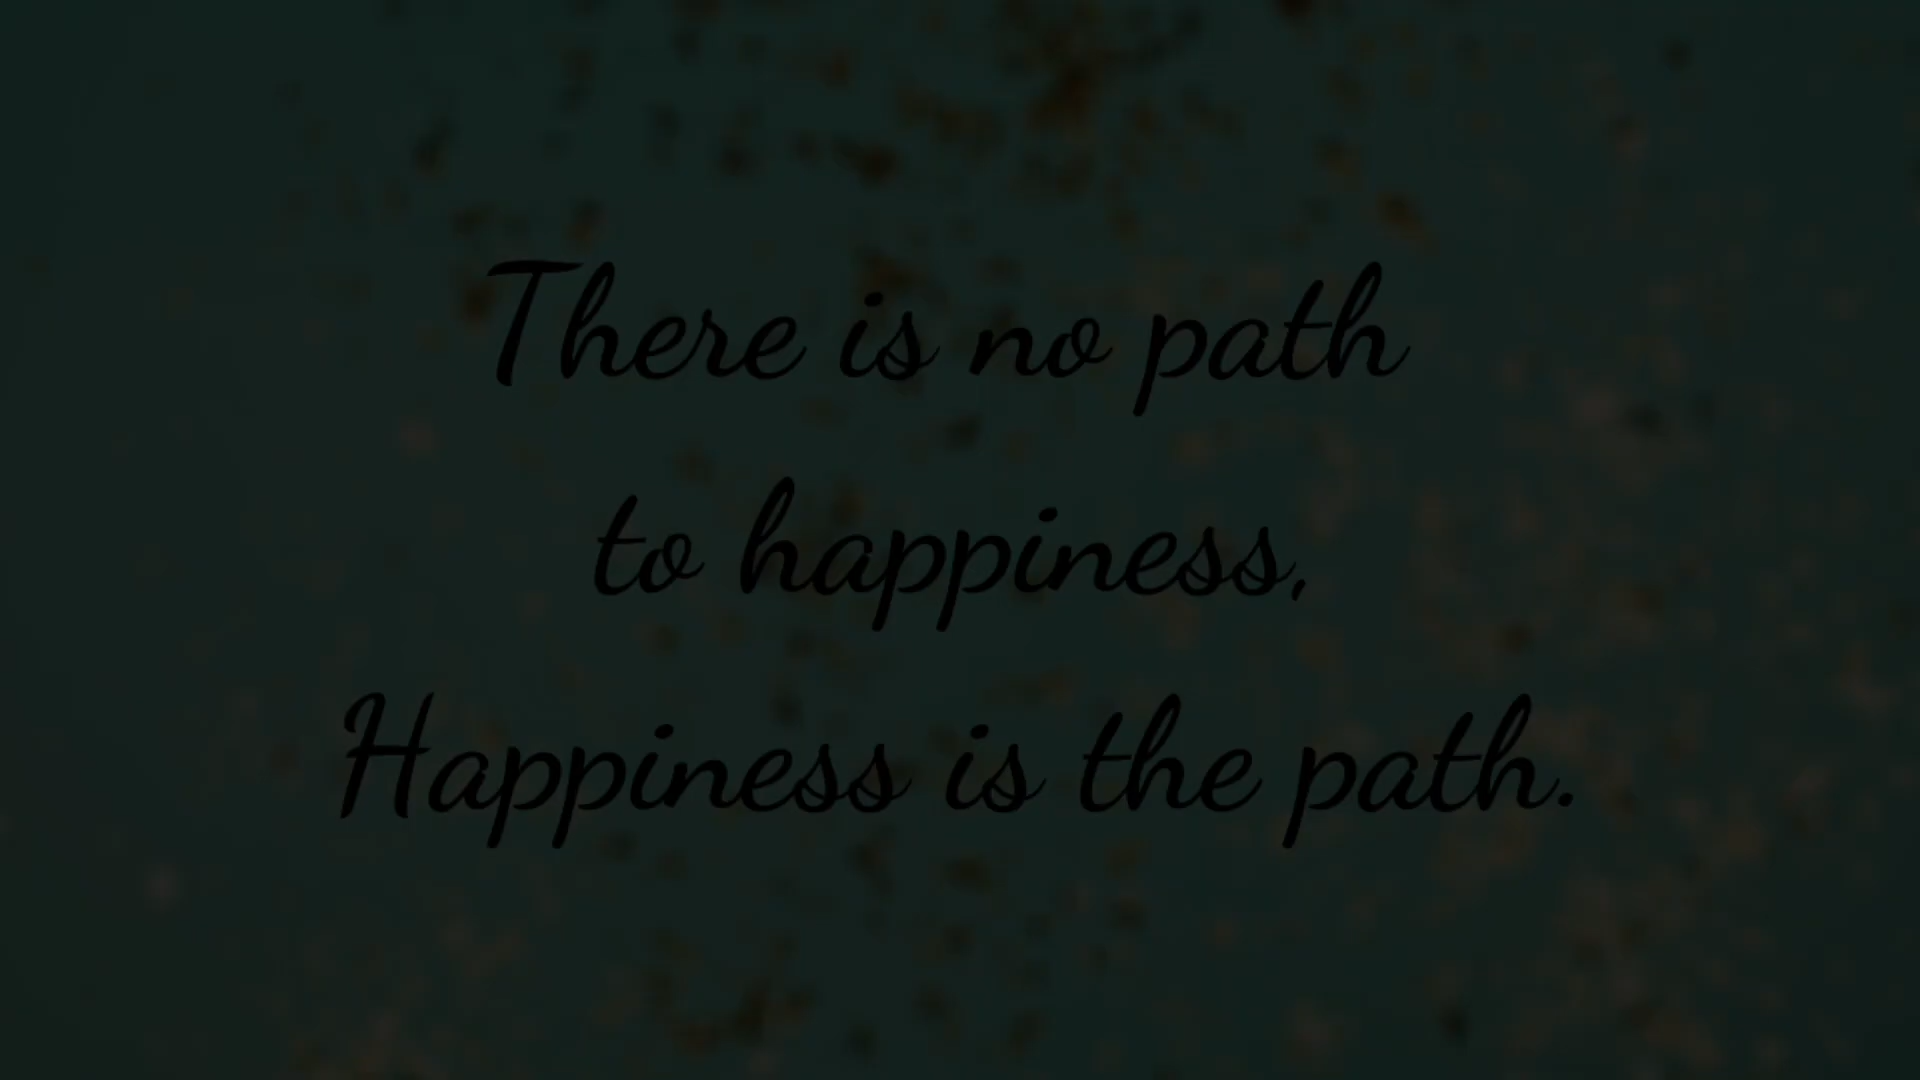 There is no path
to happiness,
Happiness is the path.